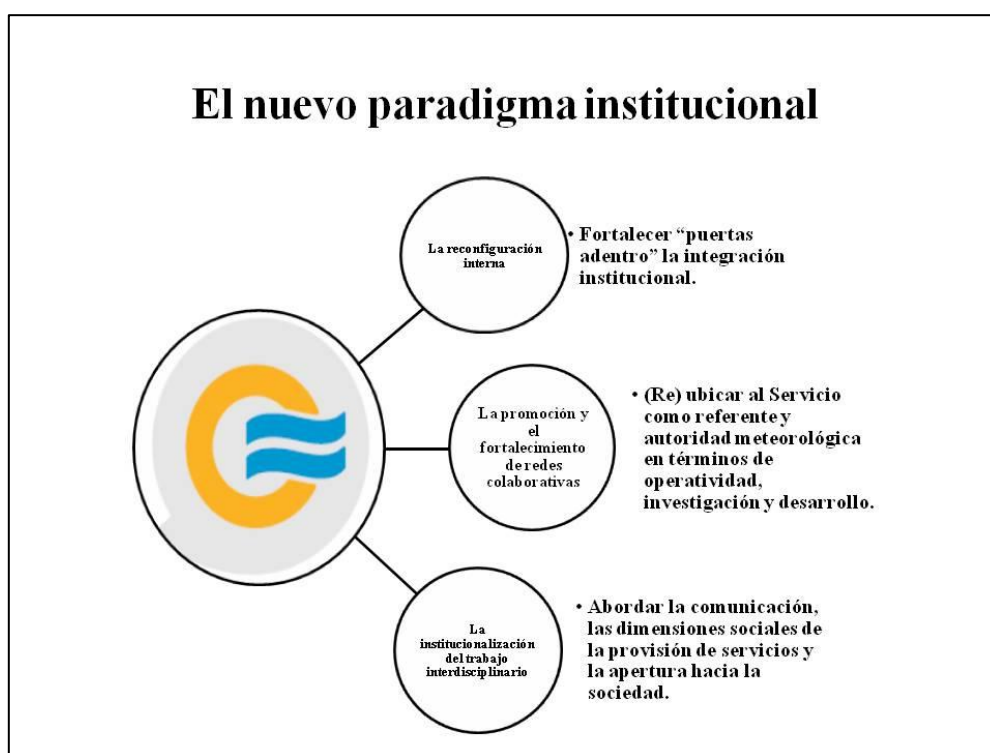 El nuevo paradigma institucional
La reconfiguración
interna
• Fortalecer “puertas
adentro” la integración
institucional.
La promoción y
el
fortalecimiento
de redes
colaborativas
• (Re) ubicar al Servicio
como referente y
autoridad meteorológica
en términos de
operatividad,
investigación y desarrollo.
La
institucionalización
del trabajo
interdisciplinario
• Abordar la comunicación,
las dimensiones sociales de
la provisión de servicios y
la apertura hacia la
sociedad.